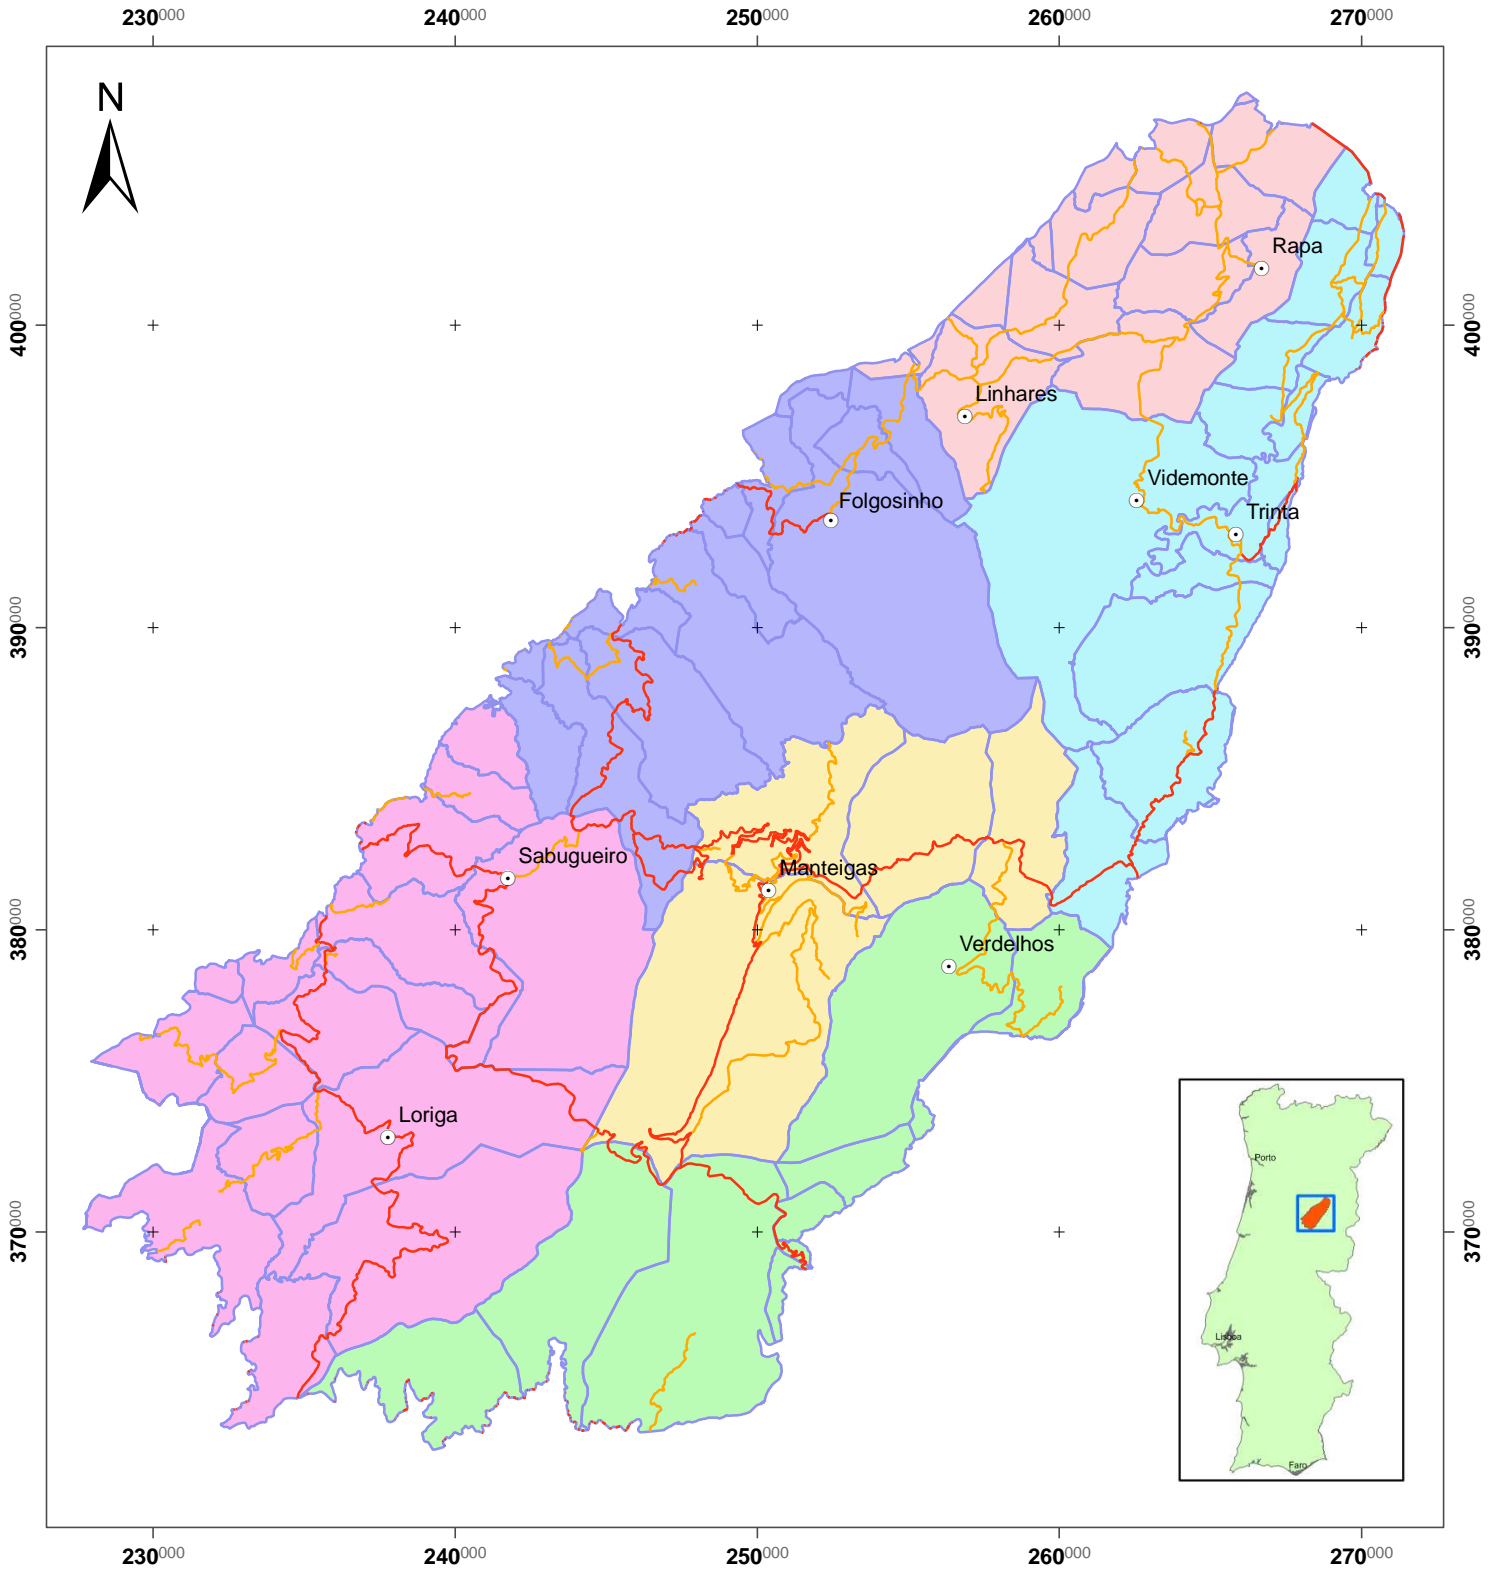 230000 240000 250000 260000 270000
N
Rapa
400000 400000
Linhares
Videmonte
Folgosinho
Trinta
390000 390000
Sabugueiro
Manteigas
380000 380000
Verdelhos
Loriga
Porto
370000 370000
Lisboa
Faro
230000 240000 250000 260000 270000